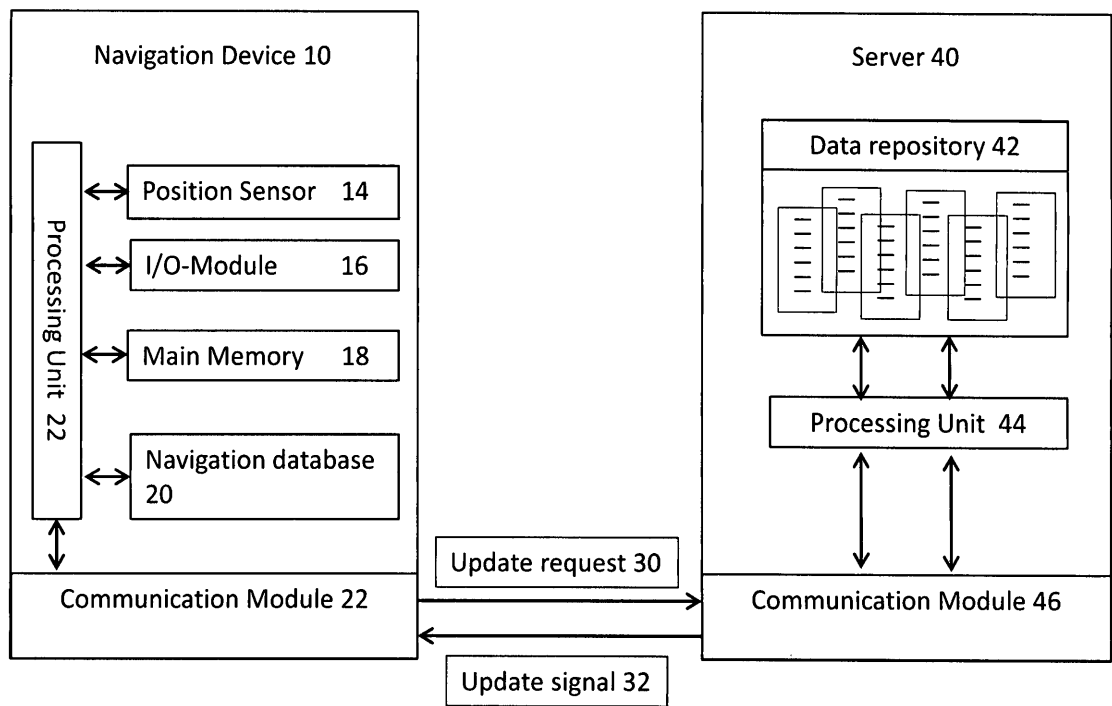 Navigation Device 10
Processing Unit 22
Position Sensor 14
I/O-Module 16
Main Memory 18
Navigation database
20
Communication Module 22
Update request 30
Update signal 32
Server 40
Data repository 42
Processing Unit 44
Communication Module 46